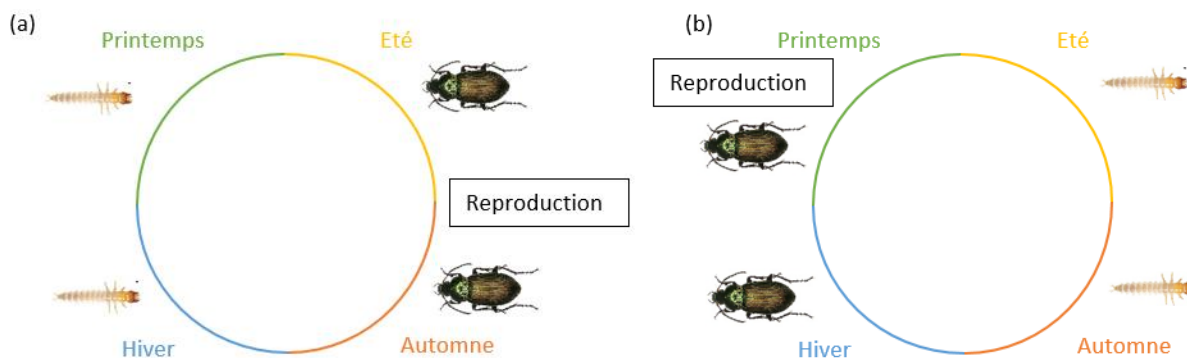 (a)
Printemps
Eté
Reproduction
Hiver
Automne
(b)
Printemps
Eté
Reproduction
Hiver
Automne